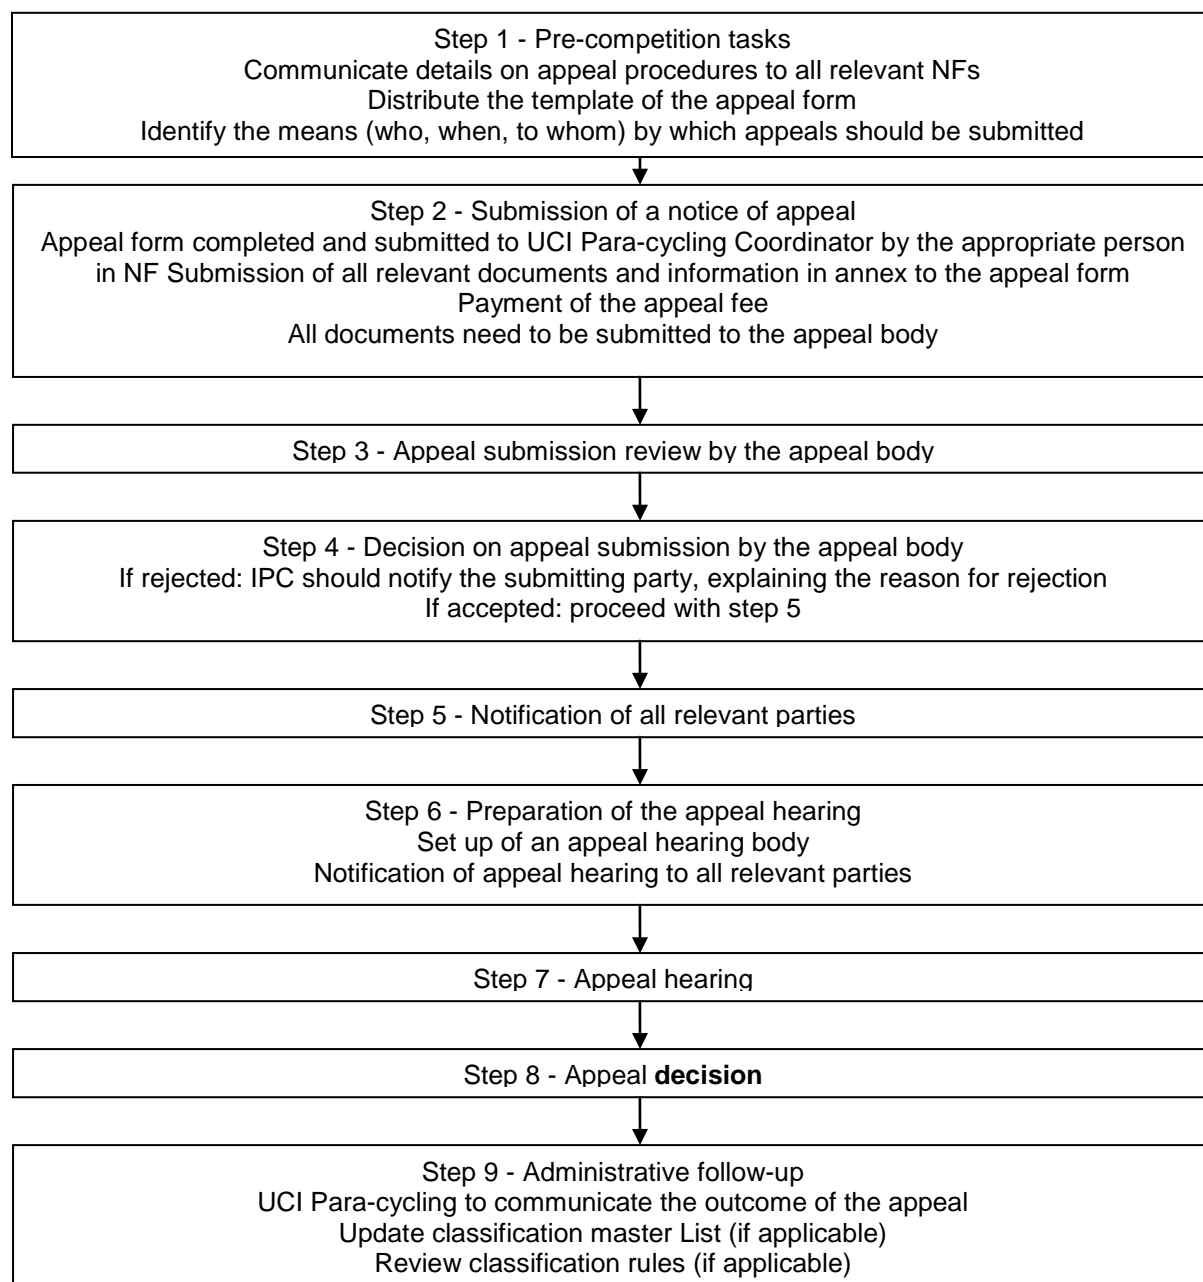 Step 1 - Pre-competition tasks
Communicate details on appeal procedures to all relevant NFs
Distribute the template of the appeal form
Identify the means (who, when, to whom) by which appeals should be submitted
Step 2 - Submission of a notice of appeal
Appeal form completed and submitted to UCI Para-cycling Coordinator by the appropriate person
in NF Submission of all relevant documents and information in annex to the appeal form
Payment of the appeal fee
All documents need to be submitted to the appeal body
Step 3 - Appeal submission review by the appeal body
Step 4 - Decision on appeal submission by the appeal body
If rejected: IPC should notify the submitting party, explaining the reason for rejection
If accepted: proceed with step 5
Step 5 - Notification of all relevant parties
Step 6 - Preparation of the appeal hearing
Set up of an appeal hearing body
Notification of appeal hearing to all relevant parties
Step 7 - Appeal hearing
Step 8 - Appeal decision
Step 9 - Administrative follow-up
UCI Para-cycling to communicate the outcome of the appeal
Update classification master List (if applicable)
Review classification rules (if applicable)